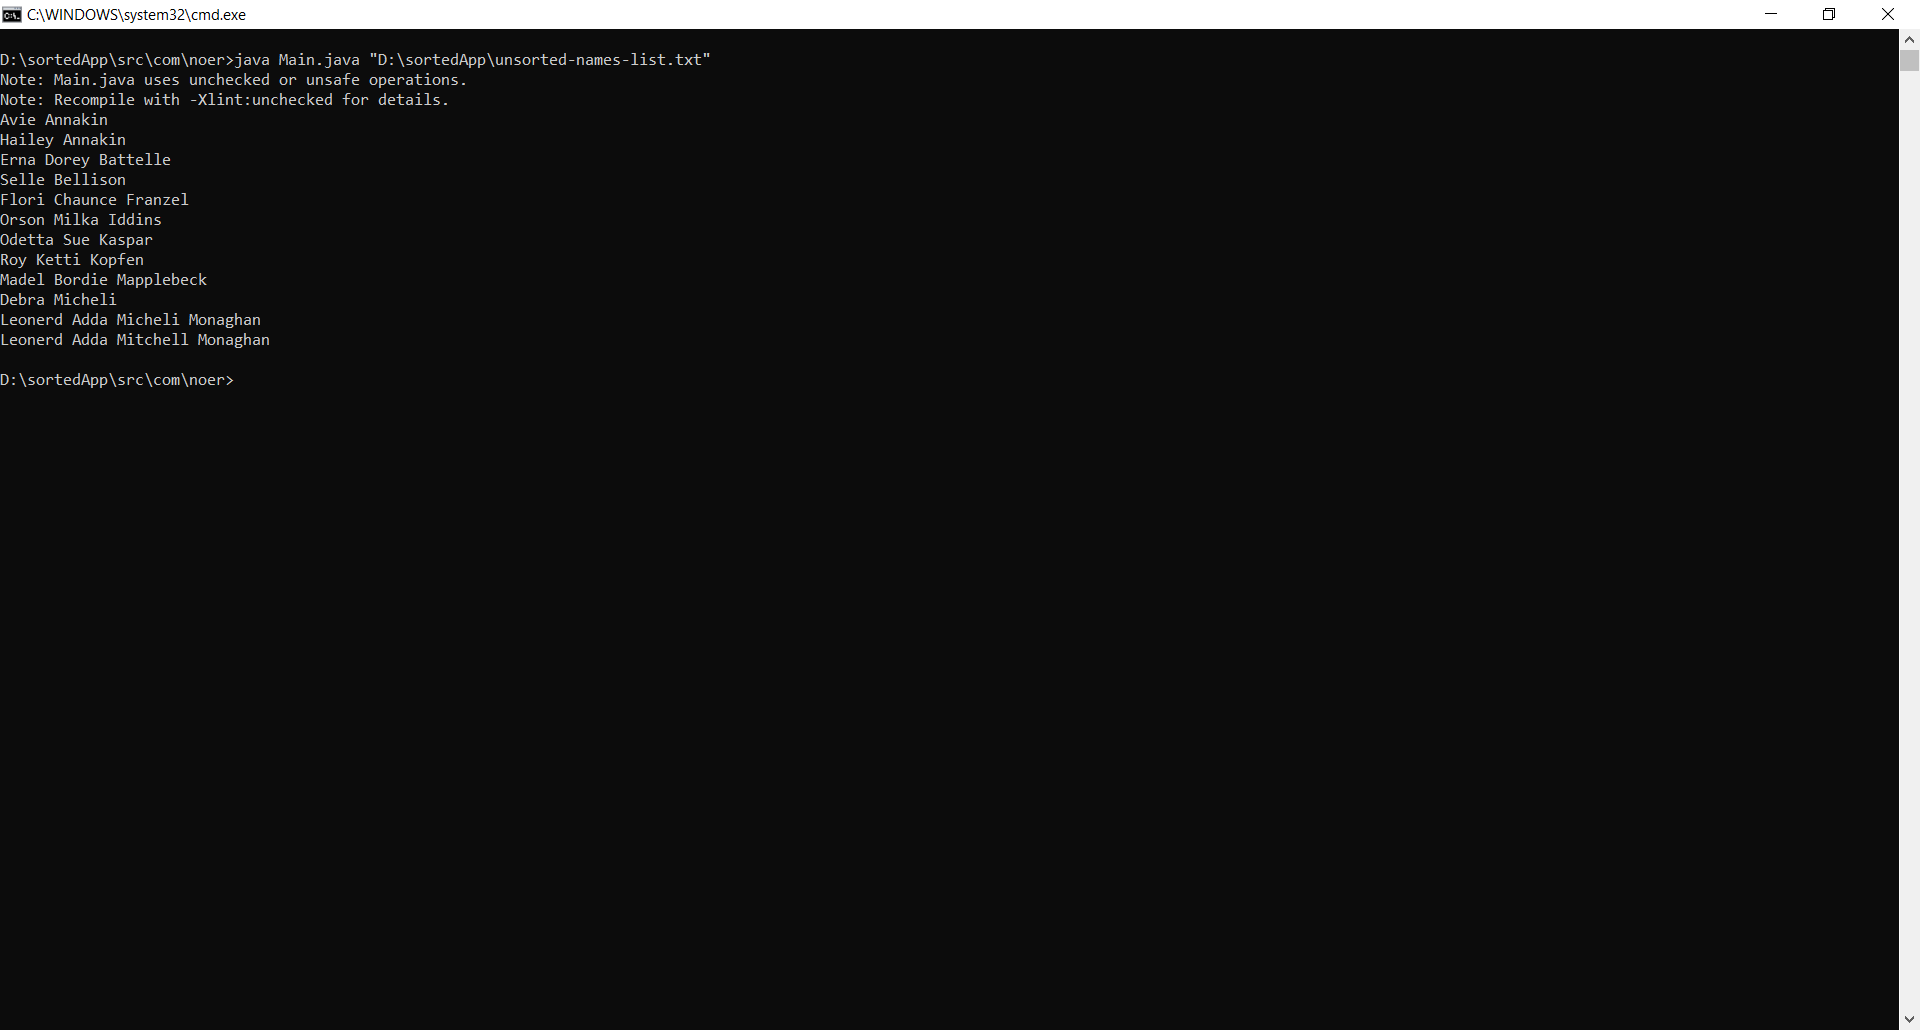 C:\WINDOWS\system32\cmd.exe
D:\sortedApp\src\com\noer>java Main.java "D:\sortedApp\unsorted-names-list.txt"
Note: Main.java uses unchecked or unsafe operations.
Note: Recompile with -Xlint:unchecked for details.
Avie Annakin
Hailey Annakin
Erna Dorey Battelle
Selle Bellison
Flori Chaunce Franzel
Orson Milka Iddins
Odetta Sue Kaspar
Roy Ketti Kopfen
Madel Bordie Mapplebeck
Debra Micheli
Leonerd Adda Micheli Monaghan
Leonerd Adda Mitchell Monaghan
D:\sortedApp\src\com\noer>